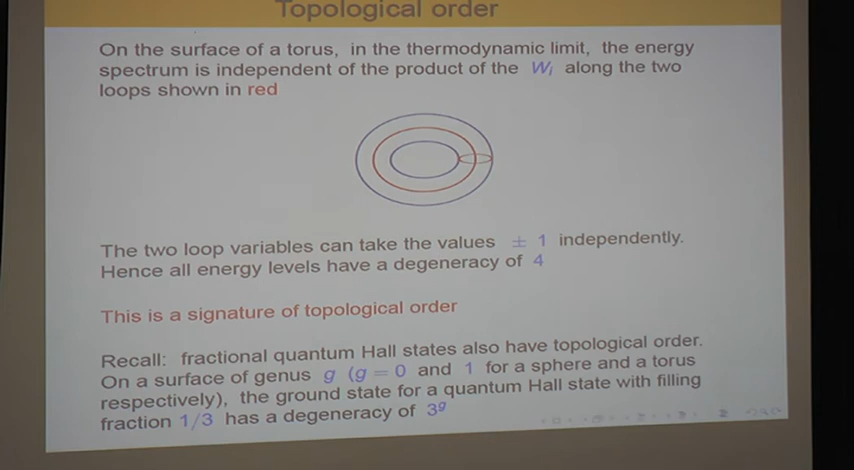 Topological order
On the surface of a torus, in the thermodynamic limit, the energy
spectrum is independent of the product of the Wₗ along the two
loops shown in red
The two loop variables can take the values ± 1 independently.
Hence all energy levels have a degeneracy of 4
This is a signature of topological order
Recall: fractional quantum Hall states also have topological order.
On a surface of genus g (g = 0 and 1 for a sphere and a torus
respectively), the ground state for a quantum Hall state with filling
fraction 1/3 has a degeneracy of 3ᵍ